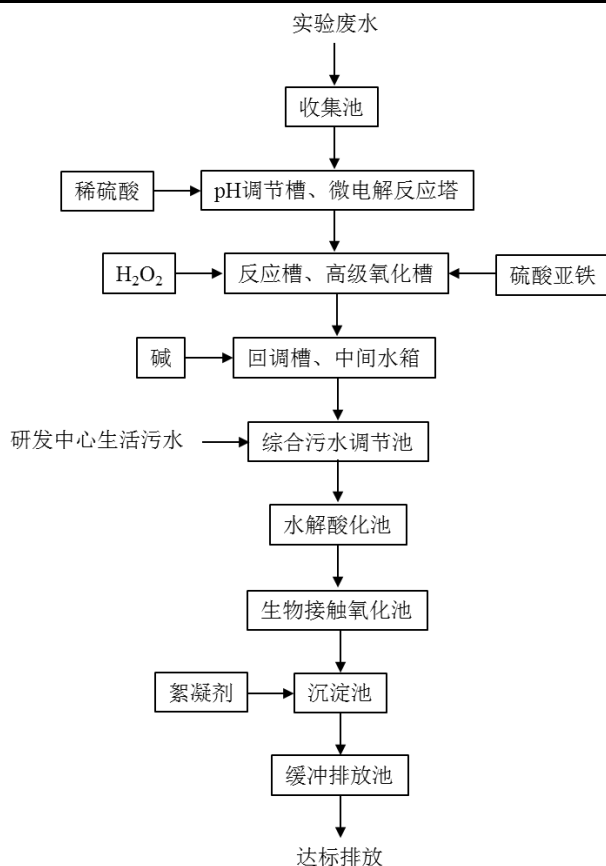 实验废水
收集池
稀硫酸
pH调节槽、微电解反应塔
H₂O₂
反应槽、高级氧化槽
硫酸亚铁
碱
回调槽、中间水箱
研发中心生活污水
综合污水调节池
水解酸化池
生物接触氧化池
絮凝剂
沉淀池
缓冲排放池
达标排放